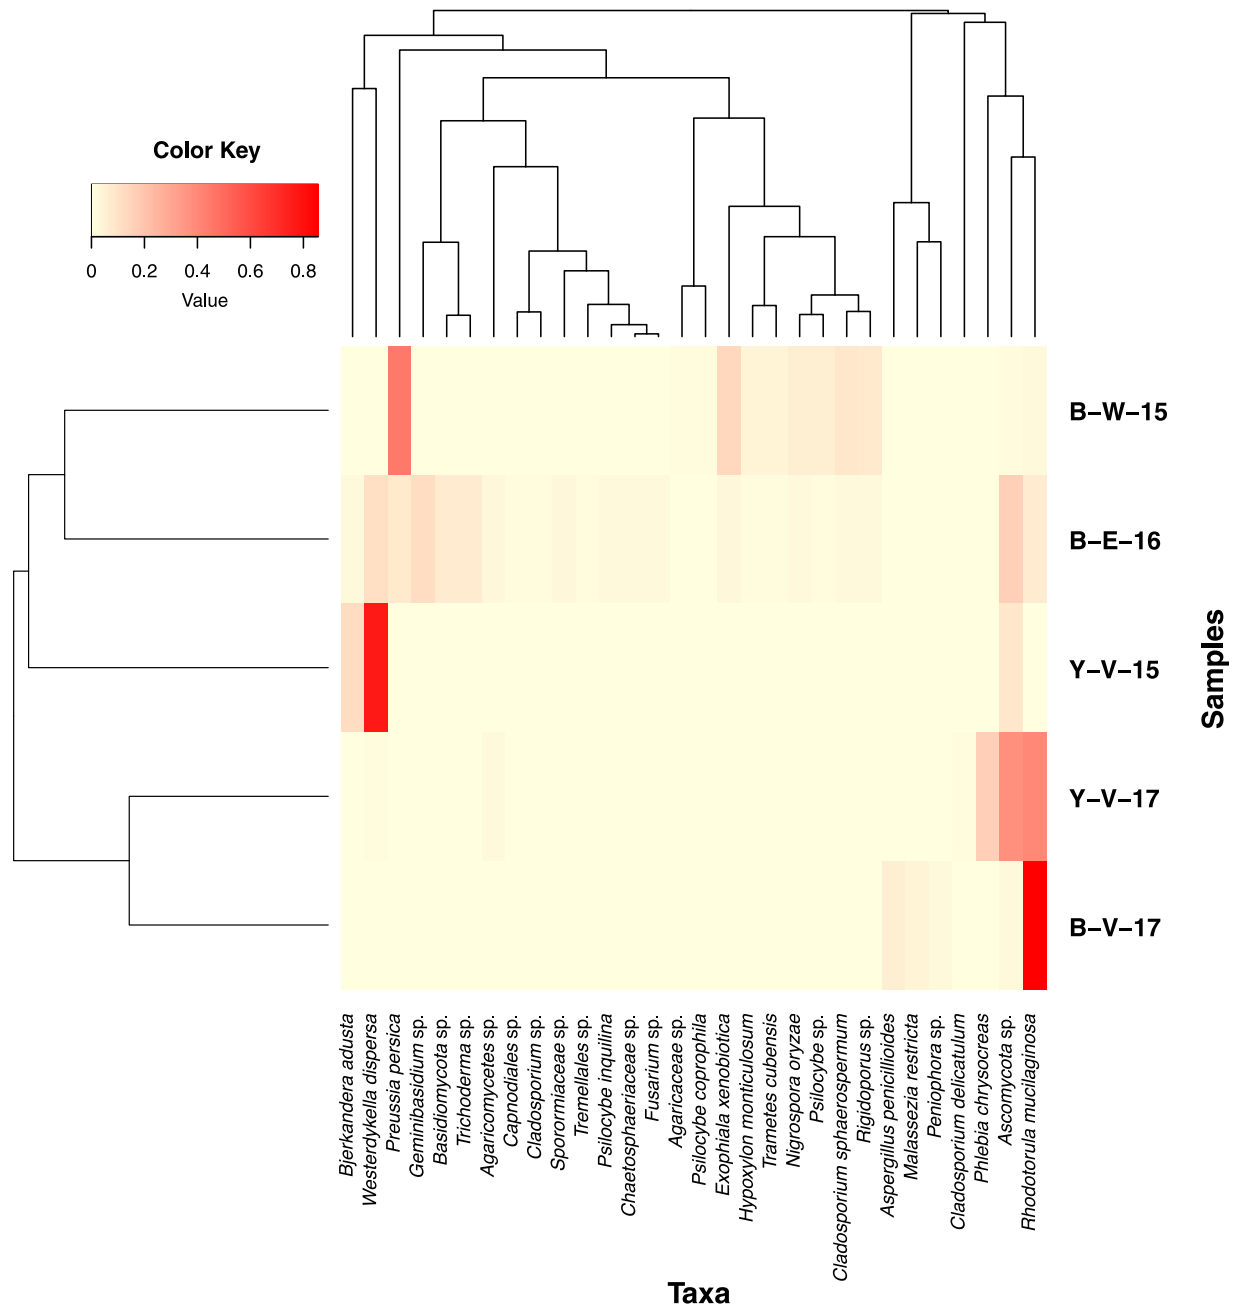 Color Key
0 0.2 0.4 0.6 0.8
Value
B–W–15
B–E–16
Y–V–15
Y–V–17
B–V–17
Samples
Bjerkandera adusta
Westerdykella dispersa
Preussia persica
Geminibasidium sp.
Basidiomycota sp.
Trichoderma sp.
Agaricomycetes sp.
Capnodiales sp.
Cladosporium sp.
Sporormiaceae sp.
Tremellales sp.
Psilocybe inquilina
Chaetosphaeriaceae sp.
Fusarium sp.
Agaricaceae sp.
Psilocybe coprophila
Exophiala xenobiotica
Hypoxylon monticulosum
Trametes cubensis
Nigrospora oryzae
Psilocybe sp.
Cladosporium sphaerospermum
Rigidoporus sp.
Aspergillus penicillioides
Malassezia restricta
Peniophora sp.
Cladosporium delicatulum
Phlebia chrysocreas
Ascomycota sp.
Rhodotorula mucilaginosa
Taxa